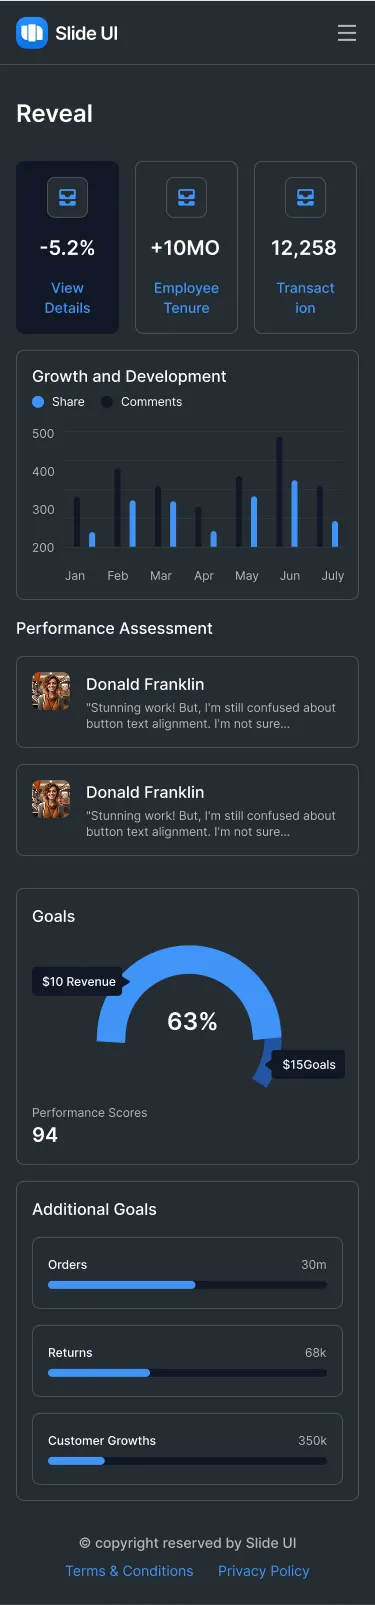 Slide UI
Reveal
-5.2%
View
Details
+10MO
Employee
Tenure
12,258
Transact
ion
Growth and Development
Share
Comments
500
400
300
200
Jan
Feb
Mar
Apr
May
Jun
July
Performance Assessment
Donald Franklin
"Stunning work! But, I'm still confused about
button text alignment. I'm not sure...
Donald Franklin
"Stunning work! But, I'm still confused about
button text alignment. I'm not sure...
Goals
$10 Revenue
63%
$15Goals
Performance Scores
94
Additional Goals
Orders
30m
Returns
68k
Customer Growths
350k
© copyright reserved by Slide UI
Terms & Conditions
Privacy Policy